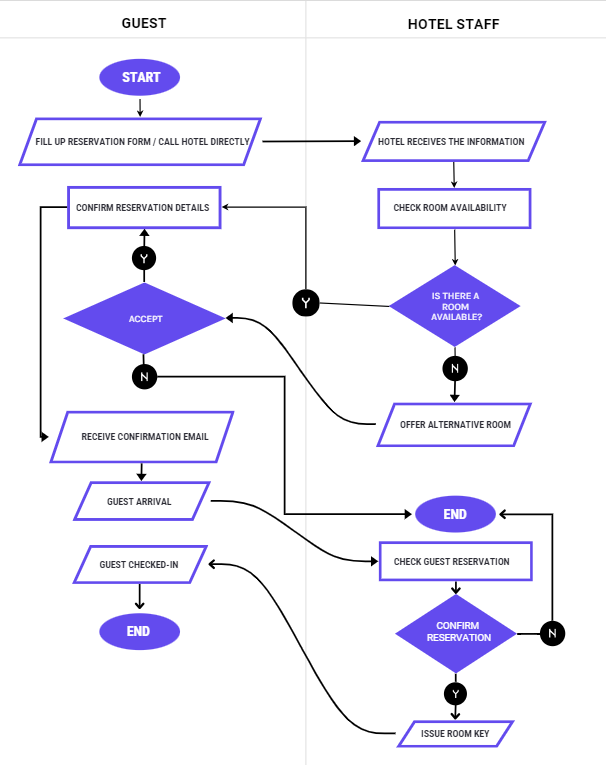 GUEST
HOTEL STAFF
START
FILL UP RESERVATION FORM / CALL HOTEL DIRECTLY
HOTEL RECEIVES THE INFORMATION
CONFIRM RESERVATION DETAILS
CHECK ROOM AVAILABILITY
Y
IS THERE A
ROOM
AVAILABLE?
Y
ACCEPT
N
N
OFFER ALTERNATIVE ROOM
RECEIVE CONFIRMATION EMAIL
GUEST ARRIVAL
END
CHECK GUEST RESERVATION
GUEST CHECKED-IN
CONFIRM
RESERVATION
N
END
Y
ISSUE ROOM KEY